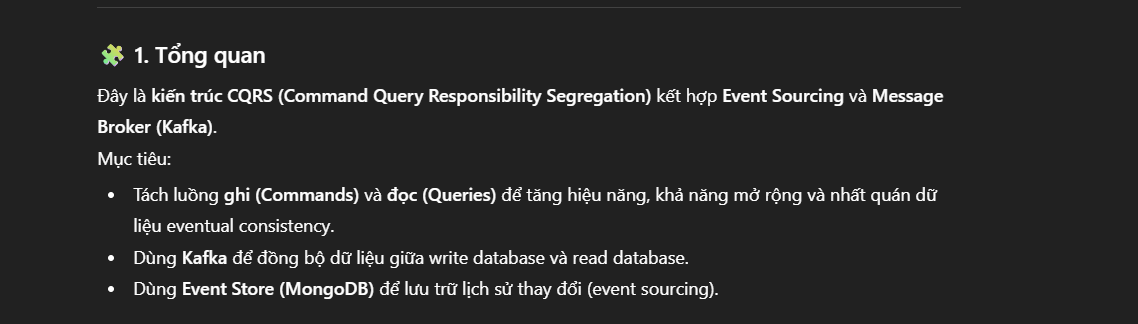 🧩 1. Tổng quan
Đây là kiến trúc CQRS (Command Query Responsibility Segregation) kết hợp Event Sourcing và Message
Broker (Kafka).
Mục tiêu:
• Tách luồng ghi (Commands) và đọc (Queries) để tăng hiệu năng, khả năng mở rộng và nhất quán dữ
liệu eventual consistency.
• Dùng Kafka để đồng bộ dữ liệu giữa write database và read database.
• Dùng Event Store (MongoDB) để lưu trữ lịch sử thay đổi (event sourcing).